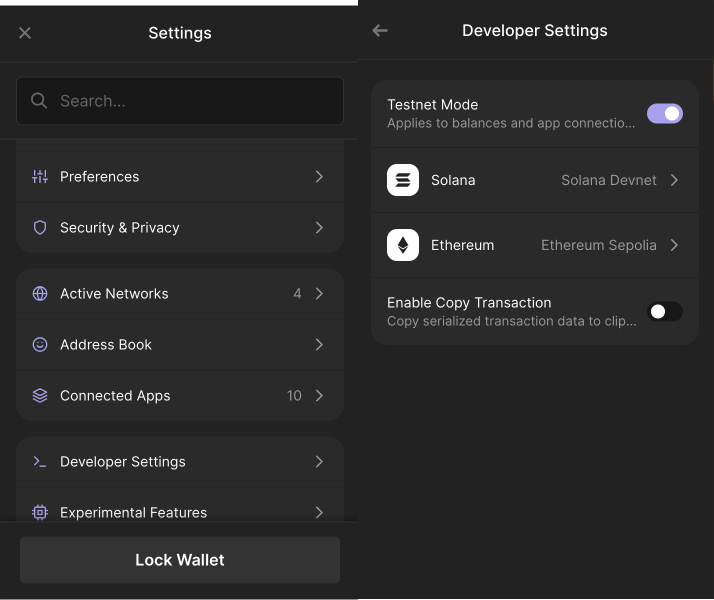 Settings
Search...
Preferences
Security & Privacy
Active Networks 4
Address Book
Connected Apps 10
Developer Settings
Experimental Features
Lock Wallet
Developer Settings
Testnet Mode
Applies to balances and app connectio...
Solana Solana Devnet
Ethereum Ethereum Sepolia
Enable Copy Transaction
Copy serialized transaction data to clip...